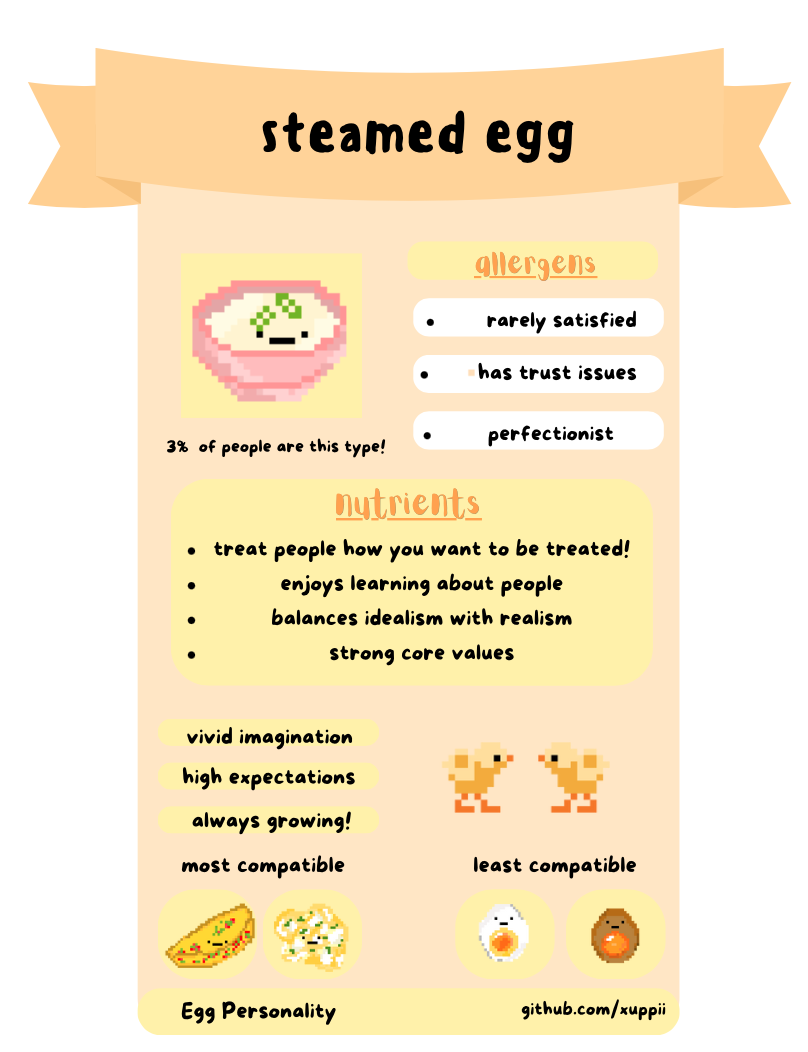 steamed egg
allergens
• rarely satisfied
• has trust issues
• perfectionist
3% of people are this type!
nutrients
• treat people how you want to be treated!
• enjoys learning about people
• balances idealism with realism
• strong core values
vivid imagination
high expectations
always growing!
most compatible
least compatible
Egg Personality
github.com/xuppii